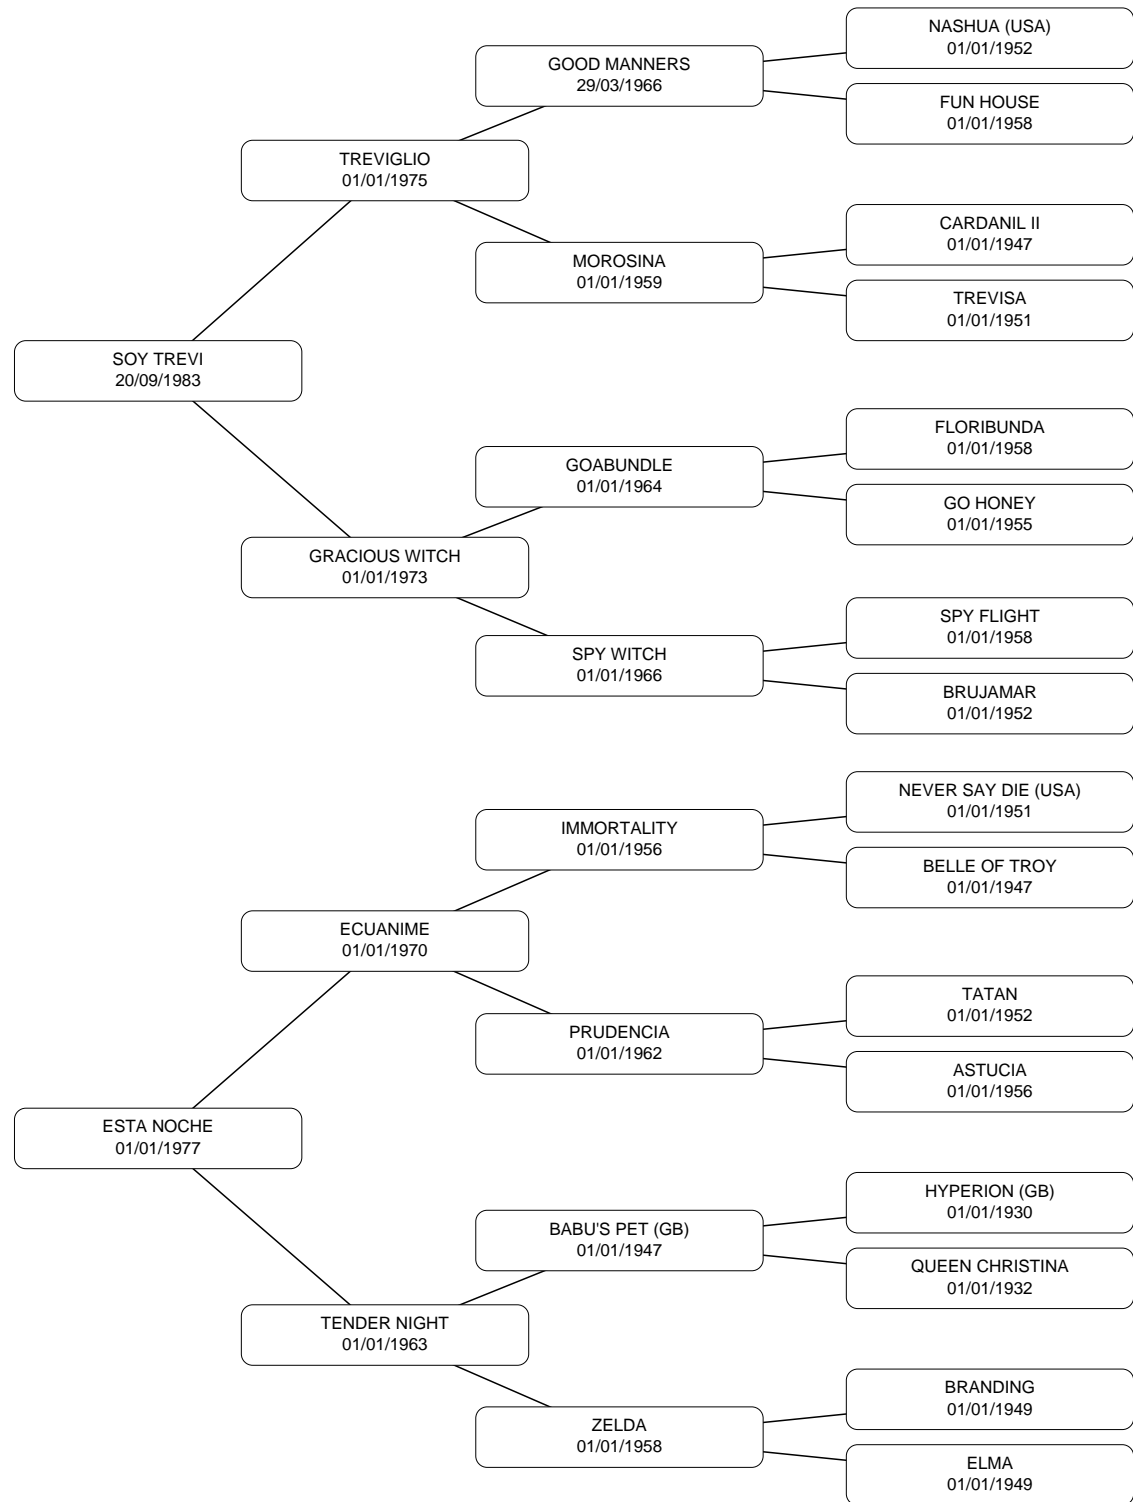 NASHUA (USA)
01/01/1952
GOOD MANNERS
29/03/1966
FUN HOUSE
01/01/1958
TREVIGLIO
01/01/1975
CARDANIL II
01/01/1947
MOROSINA
01/01/1959
TREVISA
01/01/1951
SOY TREVI
20/09/1983
FLORIBUNDA
01/01/1958
GOABUNDLE
01/01/1964
GO HONEY
01/01/1955
GRACIOUS WITCH
01/01/1973
SPY FLIGHT
01/01/1958
SPY WITCH
01/01/1966
BRUJAMAR
01/01/1952
NEVER SAY DIE (USA)
01/01/1951
IMMORTALITY
01/01/1956
BELLE OF TROY
01/01/1947
ECUANIME
01/01/1970
TATAN
01/01/1952
PRUDENCIA
01/01/1962
ASTUCIA
01/01/1956
ESTA NOCHE
01/01/1977
HYPERION (GB)
01/01/1930
BABU'S PET (GB)
01/01/1947
QUEEN CHRISTINA
01/01/1932
TENDER NIGHT
01/01/1963
BRANDING
01/01/1949
ZELDA
01/01/1958
ELMA
01/01/1949